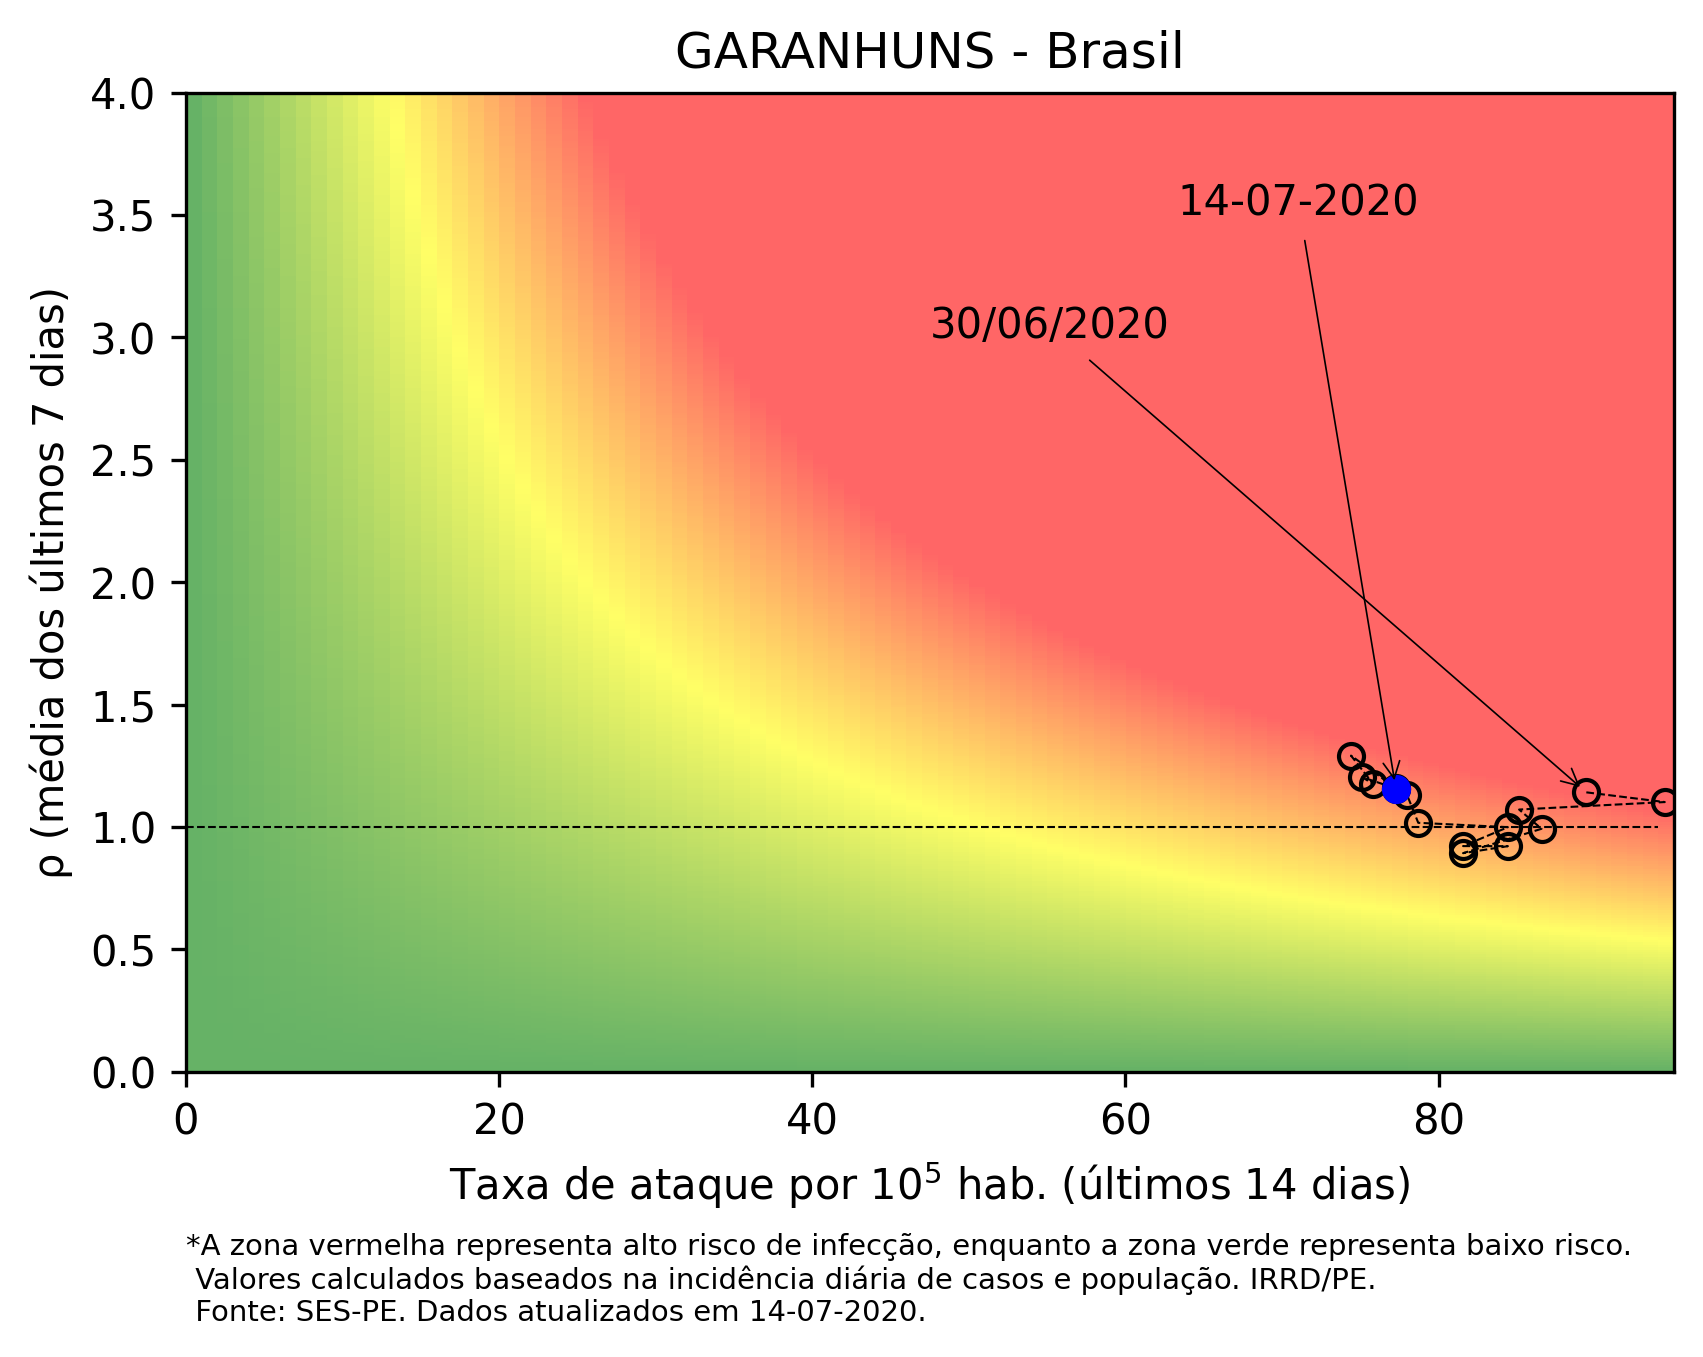 GARANHUNS - Brasil
4.0
3.5
3.0
2.5
2.0
1.5
1.0
0.5
0.0
ρ (média dos últimos 7 dias)
14-07-2020
30/06/2020
0 20 40 60 80
Taxa de ataque por 10⁵ hab. (últimos 14 dias)
*A zona vermelha representa alto risco de infecção, enquanto a zona verde representa baixo risco.
Valores calculados baseados na incidência diária de casos e população. IRRD/PE.
Fonte: SES-PE. Dados atualizados em 14-07-2020.